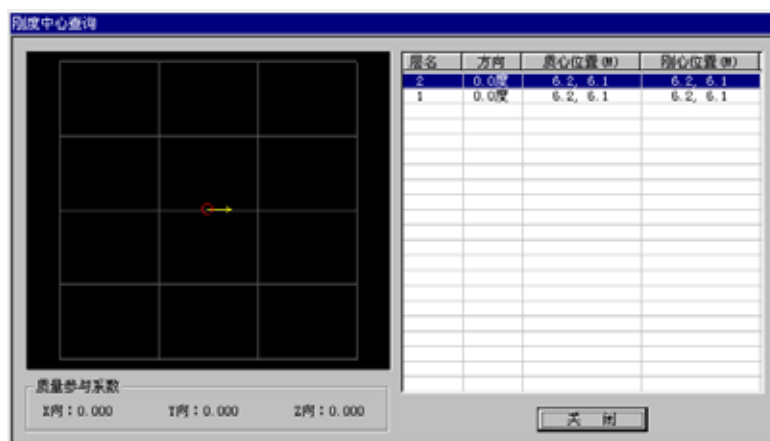 刚度中心查询
层名 方向 质心位置(M) 刚心位置(M)
2 0.0度 6.2, 6.1 6.2, 6.1
1 0.0度 6.2, 6.1 6.2, 6.1
质量参与系数
X向:0.000 Y向:0.000 Z向:0.000
关 闭